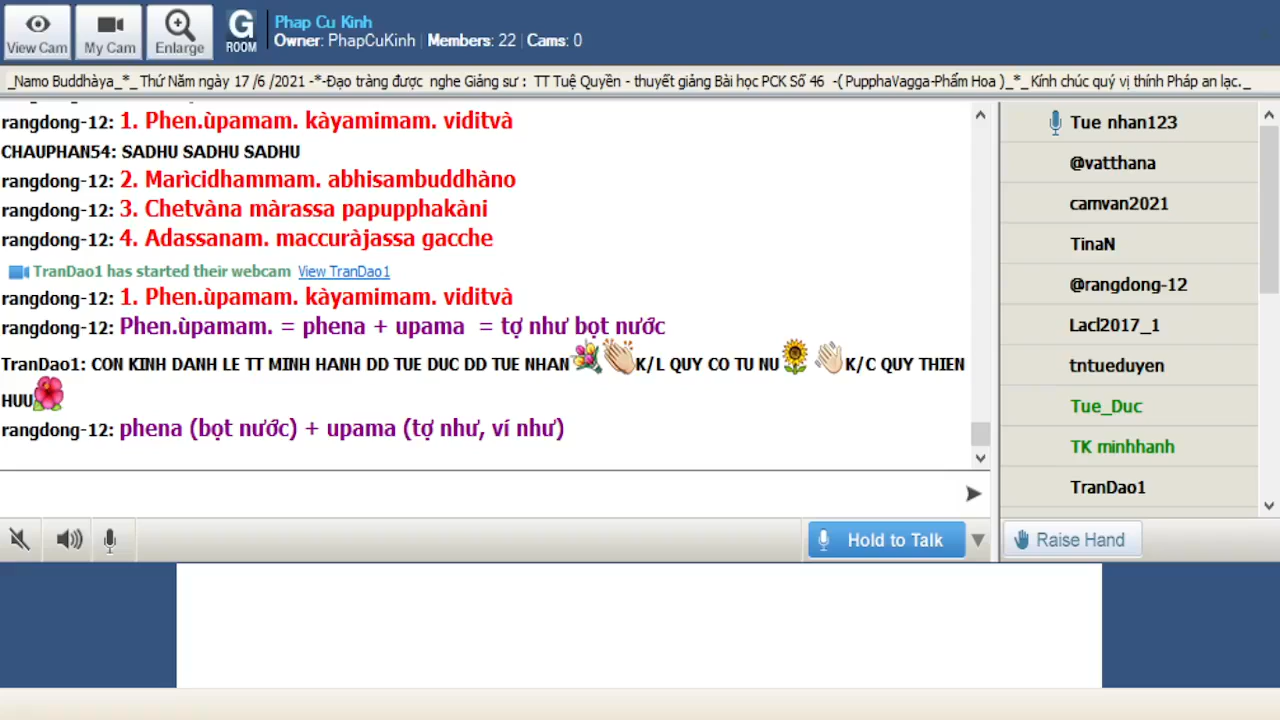 View Cam
My Cam
Enlarge
G
ROOM
Phap Cu Kinh
Owner: PhapCuKinh | Members: 22 | Cams: 0
_Namo Buddhàya_*_ Thứ Năm ngày 17 /6 /2021 -*-Đạo tràng được nghe Giảng sư : TT Tuệ Quyền - thuyết giảng Bài học PCK Số 46 -( PupphaVagga-Phẩm Hoa )_*_ Kính chúc quý vị thính Pháp an lạc._
rangdong-12: 1. Phen.ùpamam. kàyamimam. viditvà
CHAUPHAN54: SADHU SADHU SADHU
rangdong-12: 2. Marìcidhammam. abhisambuddhàno
rangdong-12: 3. Chetvàna màrassa papupphakàni
rangdong-12: 4. Adassanam. maccuràjassa gacche
TranDao1 has started their webcam View TranDao1
rangdong-12: 1. Phen.ùpamam. kàyamimam. viditvà
rangdong-12: Phen.ùpamam. = phena + upama = tợ như bọt nước
TranDao1: CON KINH DANH LE TT MINH HANH DD TUE DUC DD TUE NHAN K/L QUY CO TU NU K/C QUY THIEN
HUU
rangdong-12: phena (bọt nước) + upama (tợ như, ví như)
Tue nhan123
@vatthana
camvan2021
TinaN
@rangdong-12
Lacl2017_1
tntueduyen
Tue_Duc
TK minhhanh
TranDao1
Hold to Talk
Raise Hand